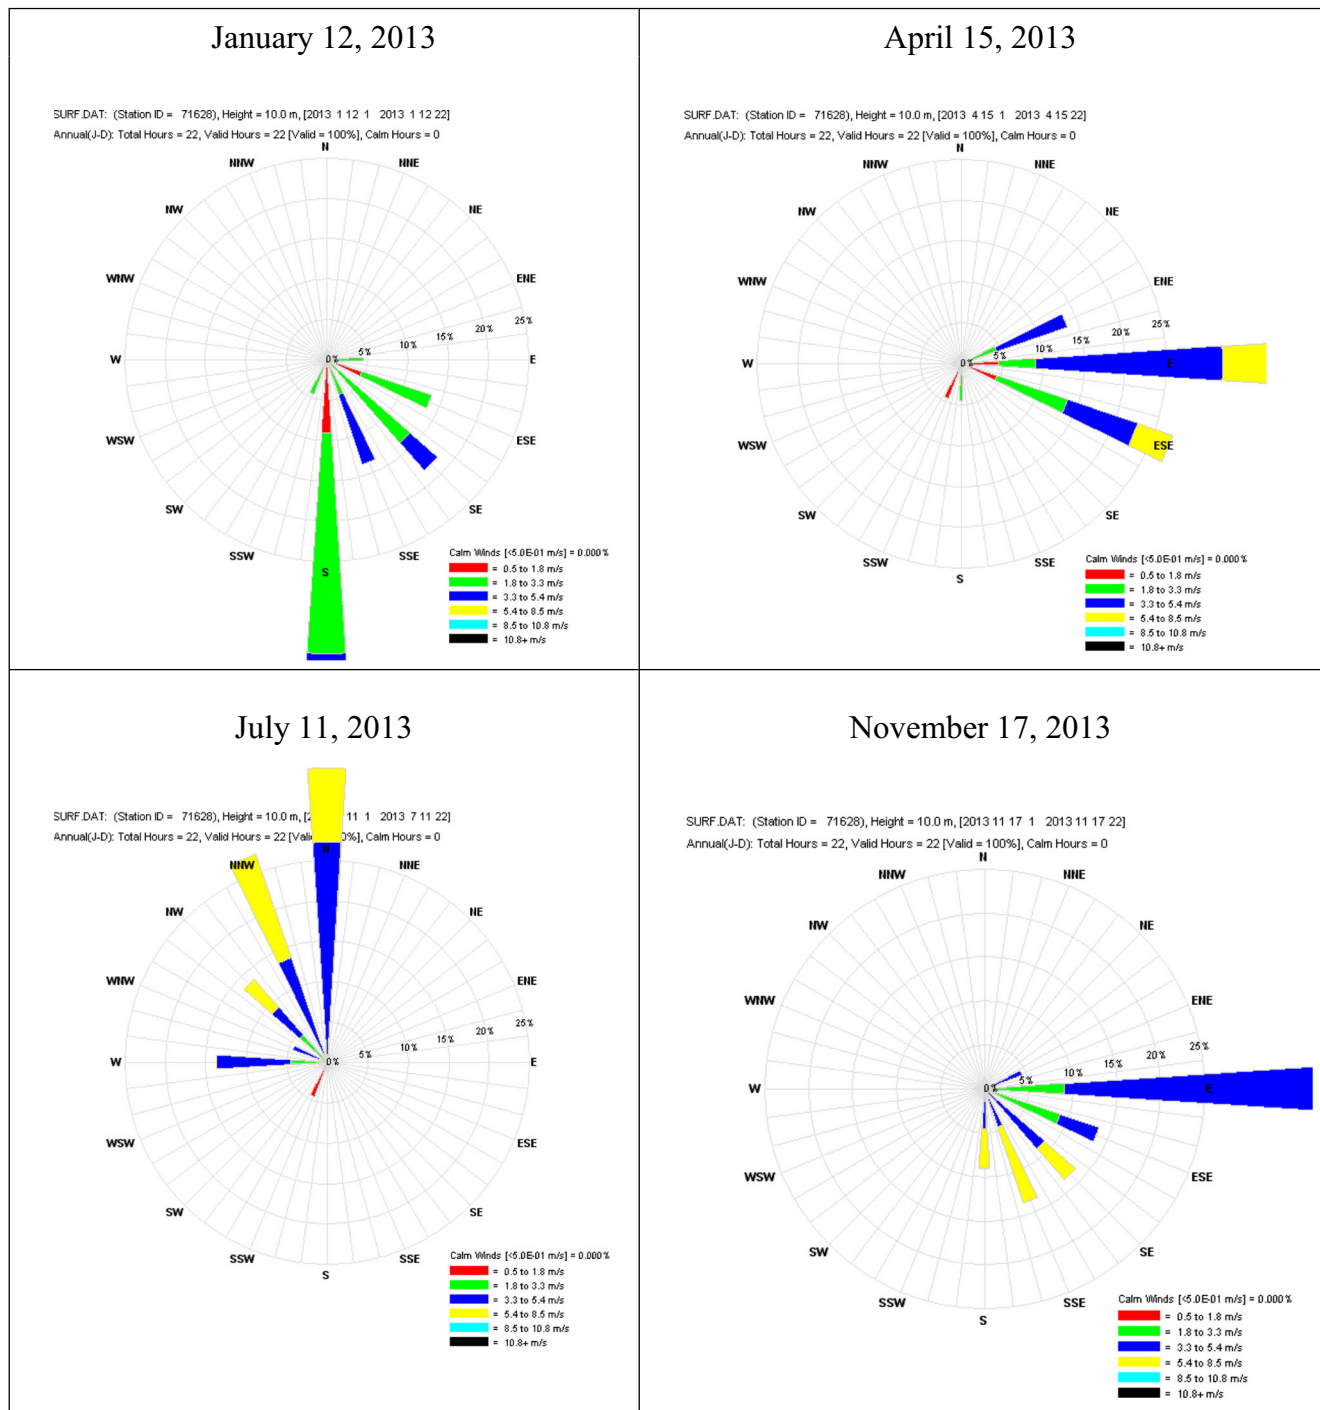 January 12, 2013
SURF.DAT: (Station ID = 71628), Height = 10.0 m, [2013 1 12 1 2013 1 12 22]
Annual(J-D): Total Hours = 22, Valid Hours = 22 [Valid = 100%], Calm Hours = 0
N
NNW NNE
NW NE
WNW ENE
0% 5% 10% 15% 20% 25%
W E
WSW ESE
SW SE
SSW SSE
S
Calm Winds [<5.0E-01 m/s] = 0.000%
= 0.5 to 1.8 m/s
= 1.8 to 3.3 m/s
= 3.3 to 5.4 m/s
= 5.4 to 8.5 m/s
= 8.5 to 10.8 m/s
= 10.8+ m/s
April 15, 2013
SURF.DAT: (Station ID = 71628), Height = 10.0 m, [2013 4 15 1 2013 4 15 22]
Annual(J-D): Total Hours = 22, Valid Hours = 22 [Valid = 100%], Calm Hours = 0
N
NNW NNE
NW NE
WNW ENE
0% 5% 10% 15% 20% 25%
W E
WSW ESE
SW SE
SSW SSE
S
Calm Winds [<5.0E-01 m/s] = 0.000%
= 0.5 to 1.8 m/s
= 1.8 to 3.3 m/s
= 3.3 to 5.4 m/s
= 5.4 to 8.5 m/s
= 8.5 to 10.8 m/s
= 10.8+ m/s
July 11, 2013
SURF.DAT: (Station ID = 71628), Height = 10.0 m, [2 11 1 2013 7 11 22]
Annual(J-D): Total Hours = 22, Valid Hours = 22 [Vali 0%], Calm Hours = 0
N
NNW NNE
NW NE
WNW ENE
0% 5% 10% 15% 20% 25%
W E
WSW ESE
SW SE
SSW SSE
S
Calm Winds [<5.0E-01 m/s] = 0.000%
= 0.5 to 1.8 m/s
= 1.8 to 3.3 m/s
= 3.3 to 5.4 m/s
= 5.4 to 8.5 m/s
= 8.5 to 10.8 m/s
= 10.8+ m/s
November 17, 2013
SURF.DAT: (Station ID = 71628), Height = 10.0 m, [2013 11 17 1 2013 11 17 22]
Annual(J-D): Total Hours = 22, Valid Hours = 22 [Valid = 100%], Calm Hours = 0
N
NNW NNE
NW NE
WNW ENE
0% 5% 10% 15% 20% 25%
W E
WSW ESE
SW SE
SSW SSE
S
Calm Winds [<5.0E-01 m/s] = 0.000%
= 0.5 to 1.8 m/s
= 1.8 to 3.3 m/s
= 3.3 to 5.4 m/s
= 5.4 to 8.5 m/s
= 8.5 to 10.8 m/s
= 10.8+ m/s